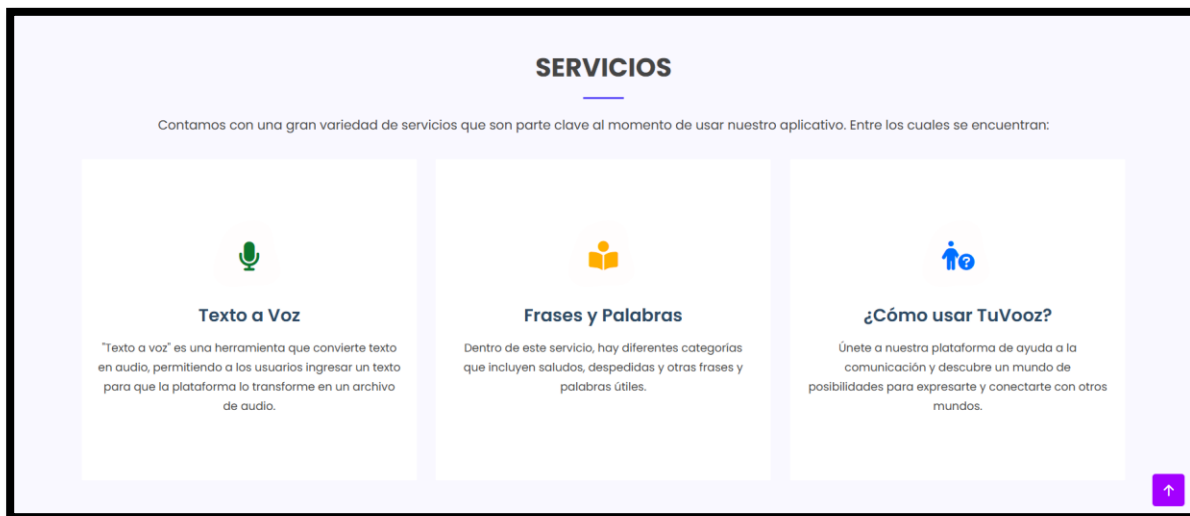 SERVICIOS
Contamos con una gran variedad de servicios que son parte clave al momento de usar nuestro aplicativo. Entre los cuales se encuentran:
Texto a Voz
"Texto a voz" es una herramienta que convierte texto
en audio, permitiendo a los usuarios ingresar un texto
para que la plataforma lo transforme en un archivo
de audio.
Frases y Palabras
Dentro de este servicio, hay diferentes categorías
que incluyen saludos, despedidas y otras frases y
palabras útiles.
¿Cómo usar TuVooz?
Únete a nuestra plataforma de ayuda a la
comunicación y descubre un mundo de
posibilidades para expresarte y conectarte con otros
mundos.